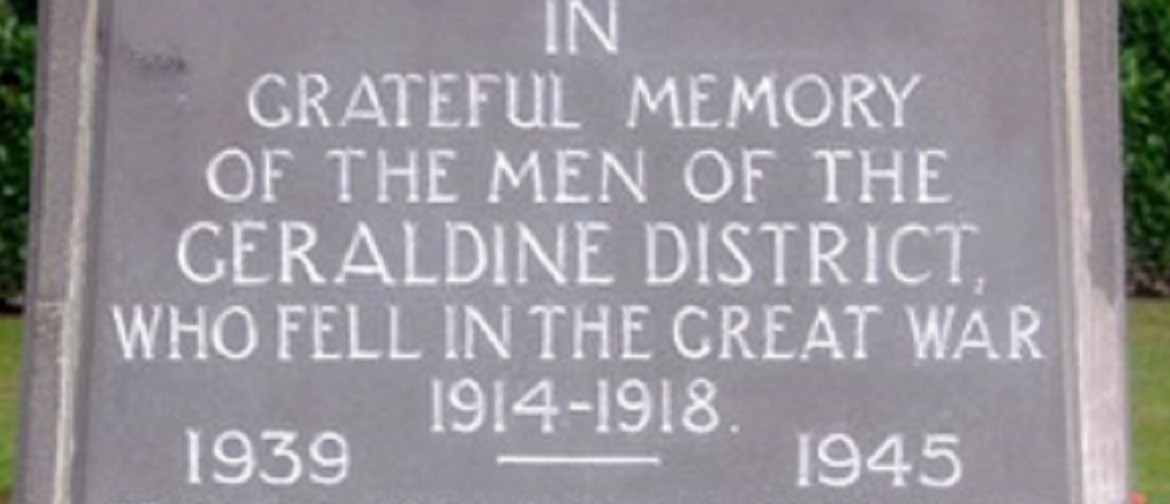 IN
GRATEFUL MEMORY
OF THE MEN OF THE
GERALDINE DISTRICT,
WHO FELL IN THE GREAT WAR
1914-1918.
1939 1945